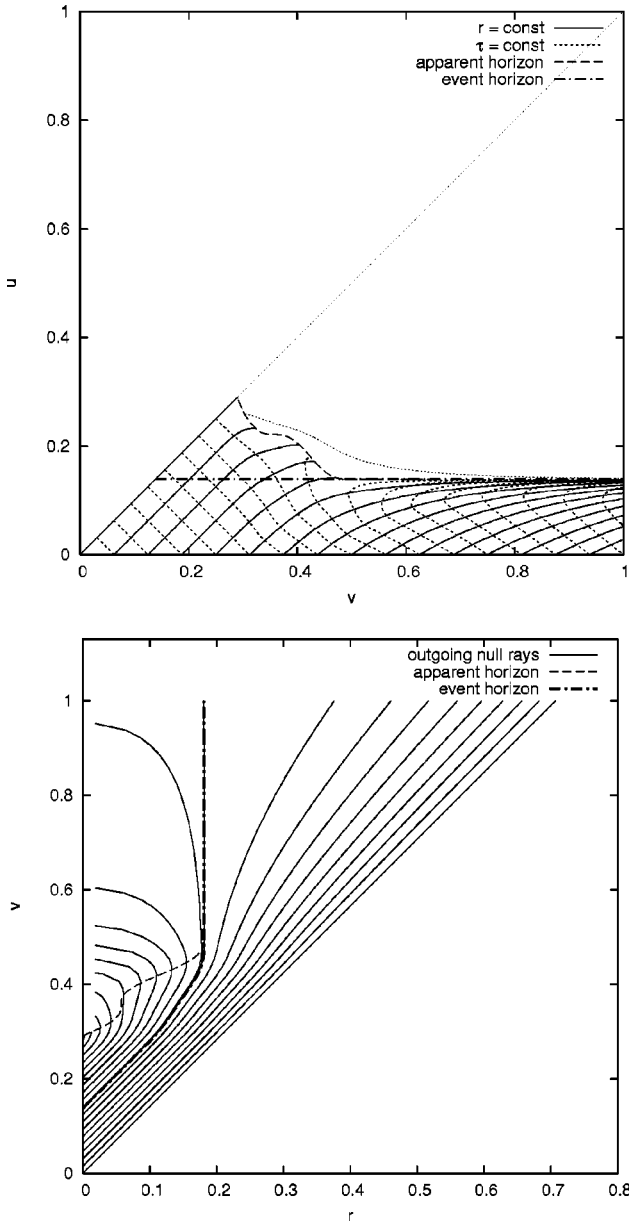 1
0.8
0.6
0.4
0.2
0
u
r = const
τ = const
apparent horizon
event horizon
0 0.2 0.4 0.6 0.8 1
v
1
0.8
0.6
0.4
0.2
0
v
outgoing null rays
apparent horizon
event horizon
0 0.1 0.2 0.3 0.4 0.5 0.6 0.7 0.8
r